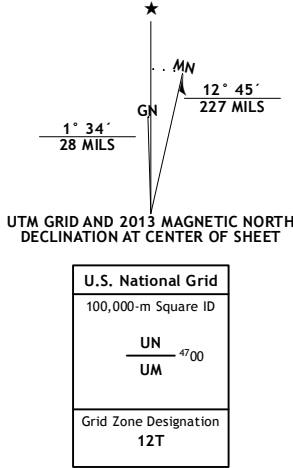 ★
MN
GN
12° 45´
227 MILS
1° 34´
28 MILS
UTM GRID AND 2013 MAGNETIC NORTH
DECLINATION AT CENTER OF SHEET
U.S. National Grid
100,000-m Square ID
UN
4700
UM
Grid Zone Designation
12T